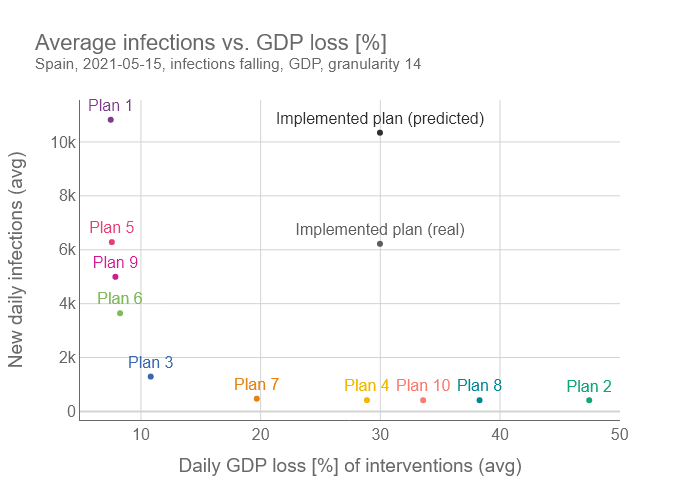 Average infections vs. GDP loss [%]
Spain, 2021-05-15, infections falling, GDP, granularity 14
Plan 1
Implemented plan (predicted)
10k
8k
Plan 5
Implemented plan (real)
6k
Plan 9
Plan 6
4k
Plan 3
2k
Plan 7
Plan 4
Plan 10
Plan 8
Plan 2
0
10
20
30
40
50
New daily infections (avg)
Daily GDP loss [%] of interventions (avg)